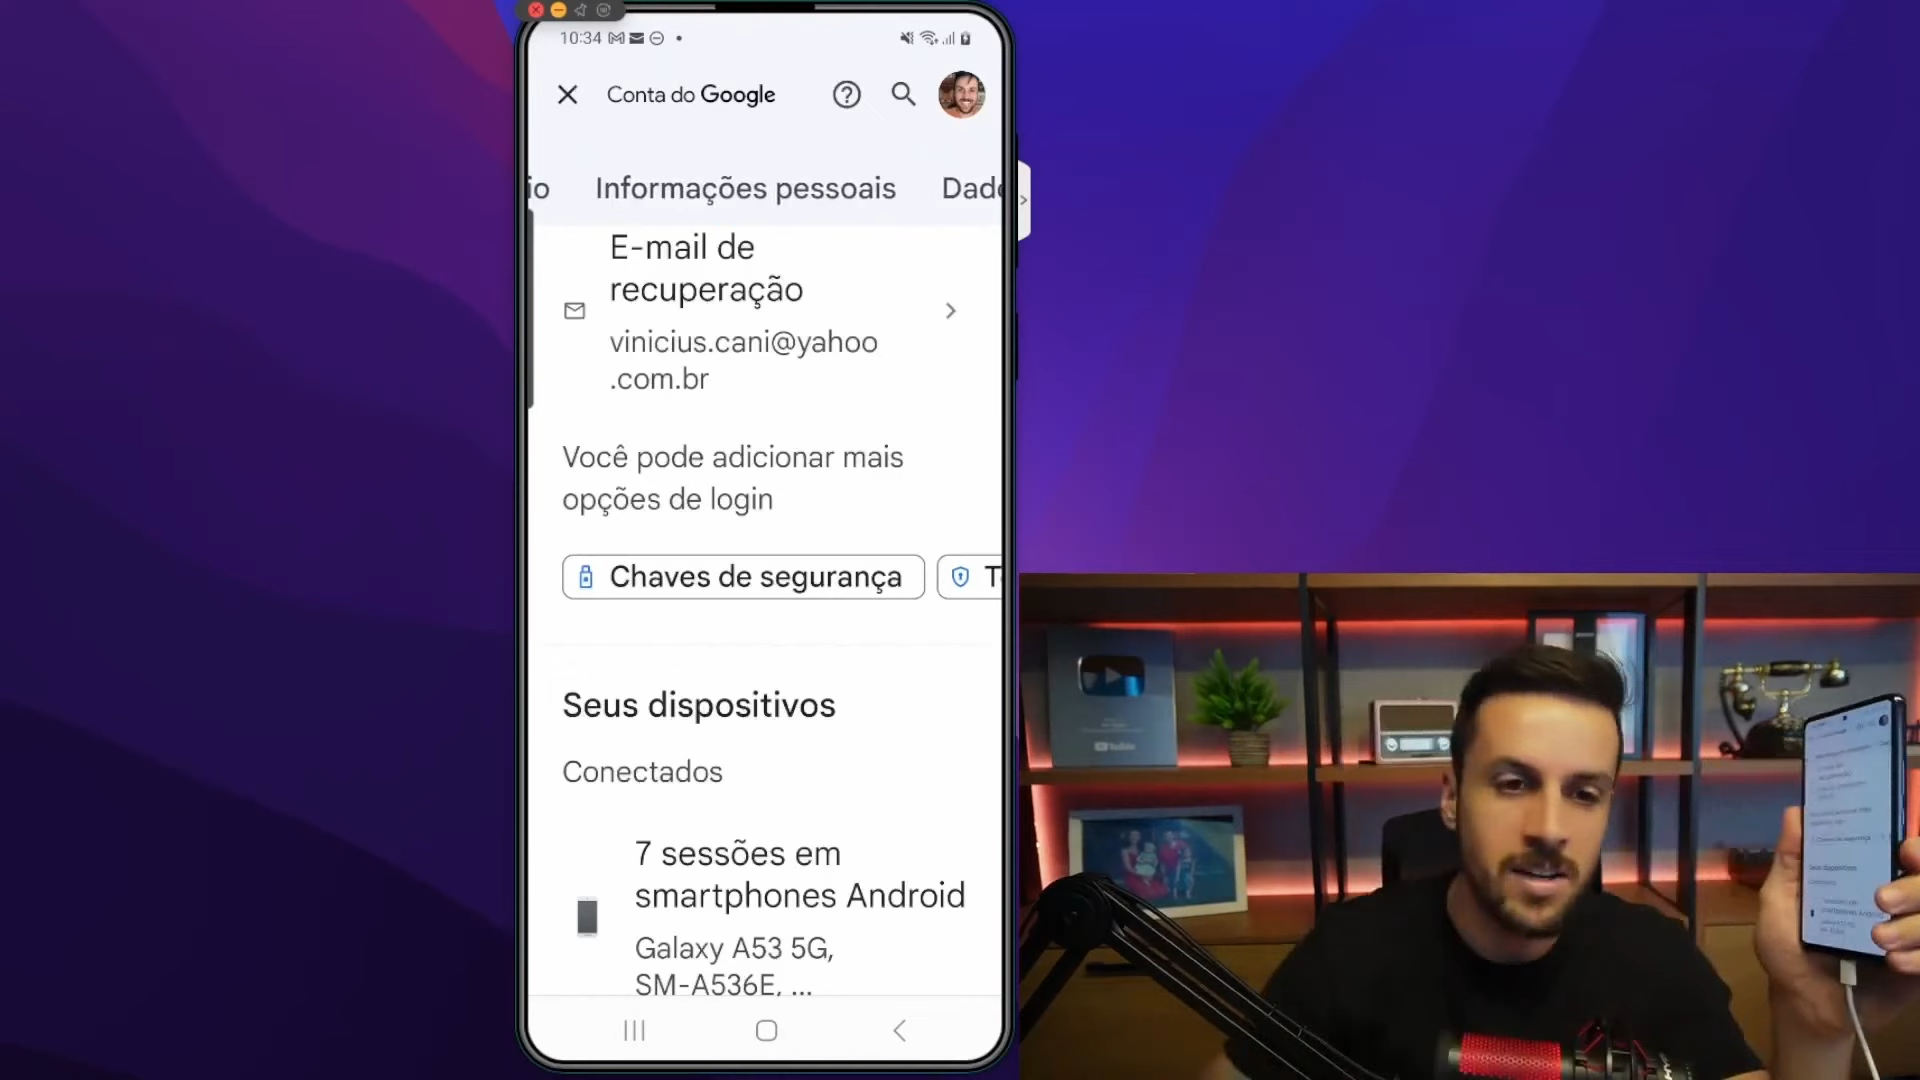 10:34
Conta do Google
io Informações pessoais Dado
E-mail de
recuperação
vinicius.cani@yahoo
.com.br
Você pode adicionar mais
opções de login
Chaves de segurança
Seus dispositivos
Conectados
7 sessões em
smartphones Android
Galaxy A53 5G,
SM-A536E, ...
YouTube